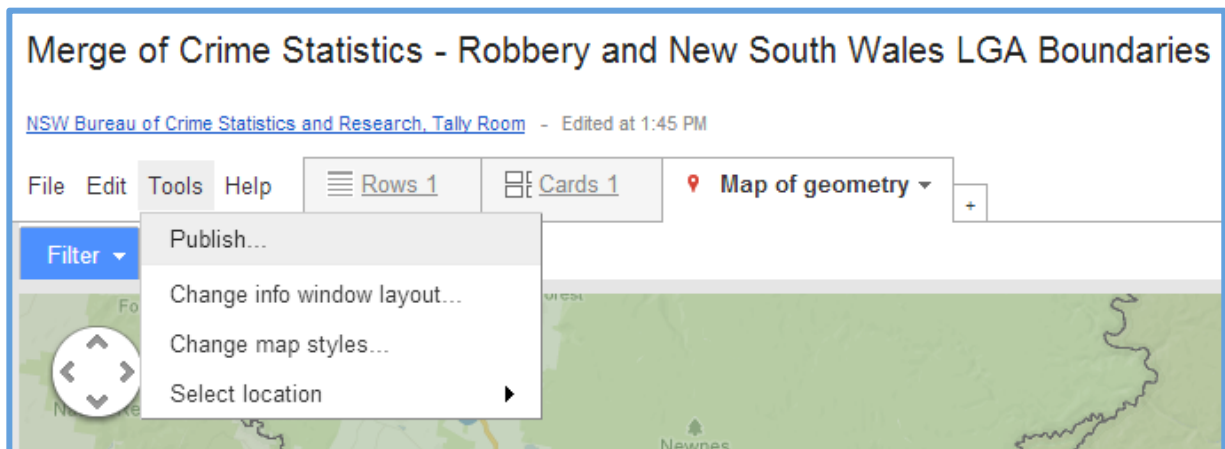 Merge of Crime Statistics - Robbery and New South Wales LGA Boundaries
NSW Bureau of Crime Statistics and Research, Tally Room - Edited at 1:45 PM
File Edit Tools Help Rows 1 Cards 1 Map of geometry +
Publish...
Filter
Change info window layout...
Change map styles...
Select location
Newnes